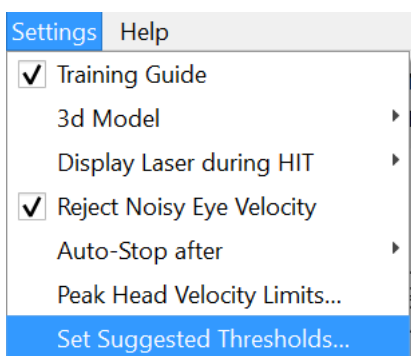 Settings Help
Training Guide
3d Model
Display Laser during HIT
Reject Noisy Eye Velocity
Auto-Stop after
Peak Head Velocity Limits...
Set Suggested Thresholds...